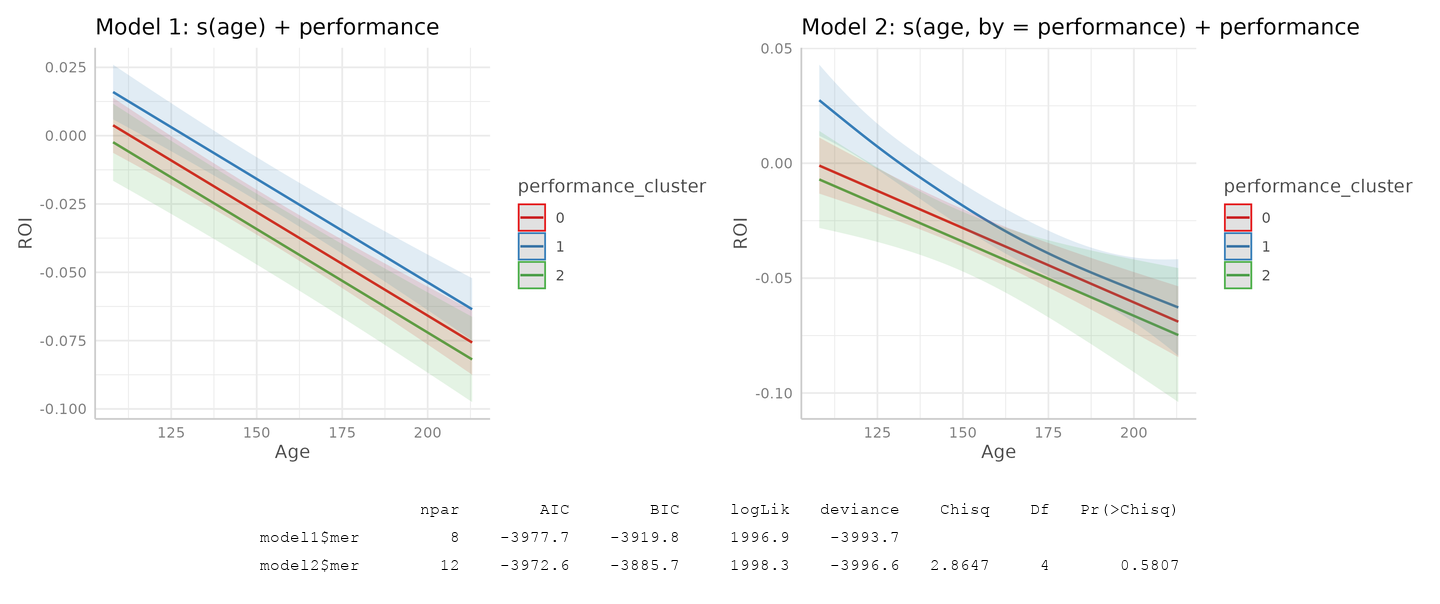 Model 1: s(age) + performance
0.025
0.000
-0.025
-0.050
-0.075
-0.100
ROI
125 150 175 200
Age
performance_cluster
0
1
2
Model 2: s(age, by = performance) + performance
0.05
0.00
-0.05
-0.10
ROI
125 150 175 200
Age
performance_cluster
0
1
2
npar AIC BIC logLik deviance Chisq Df Pr(>Chisq)
model1$mer 8 -3977.7 -3919.8 1996.9 -3993.7
model2$mer 12 -3972.6 -3885.7 1998.3 -3996.6 2.8647 4 0.5807